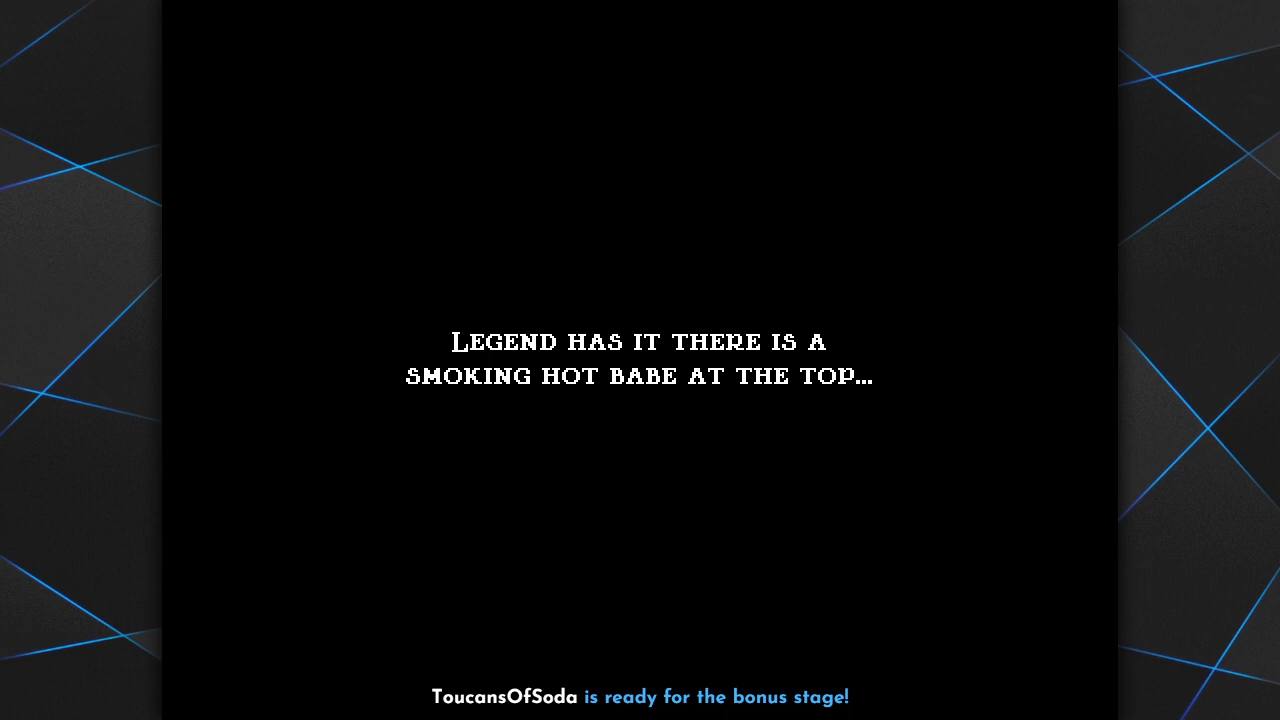 Legend has it there is a
smoking hot babe at the top...
ToucansOfSoda is ready for the bonus stage!